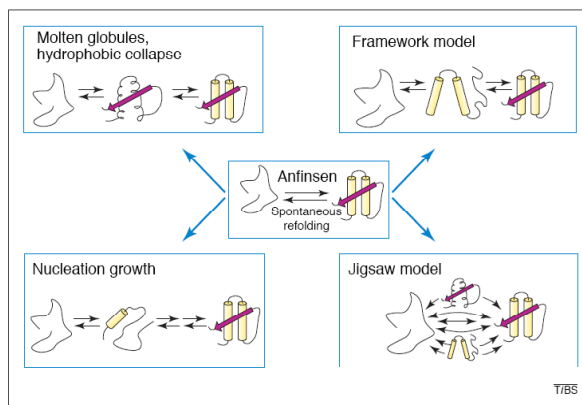 Molten globules,
hydrophobic collapse
Framework model
Anfinsen
Spontaneous
refolding
Nucleation growth
Jigsaw model
TiBS